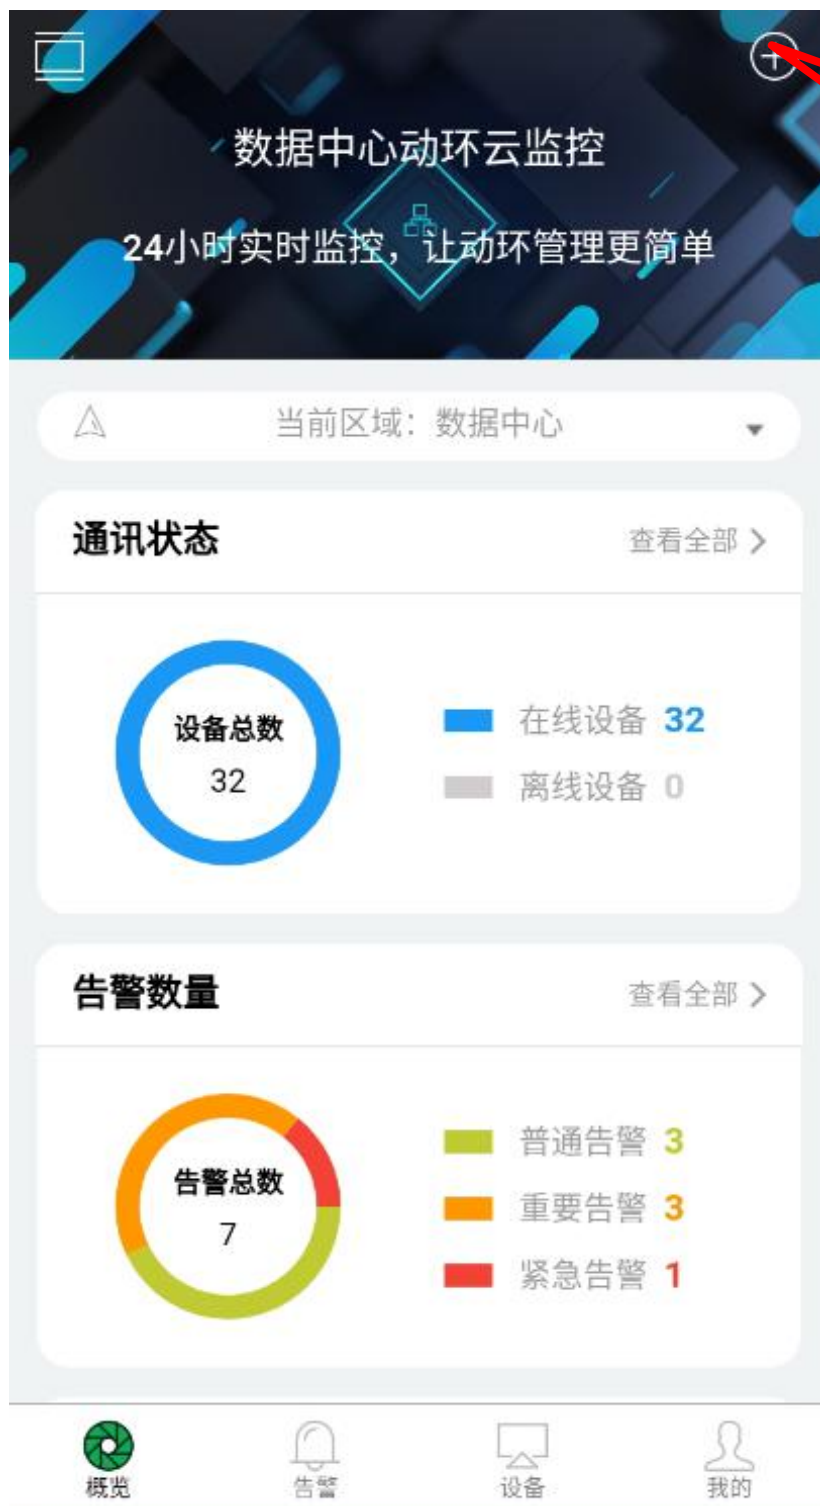 数据中心动环云监控
24小时实时监控，让动环管理更简单
当前区域：数据中心
通讯状态 查看全部
设备总数
32
在线设备 32
离线设备 0
告警数量 查看全部
告警总数
7
普通告警 3
重要告警 3
紧急告警 1
概览 告警 设备 我的